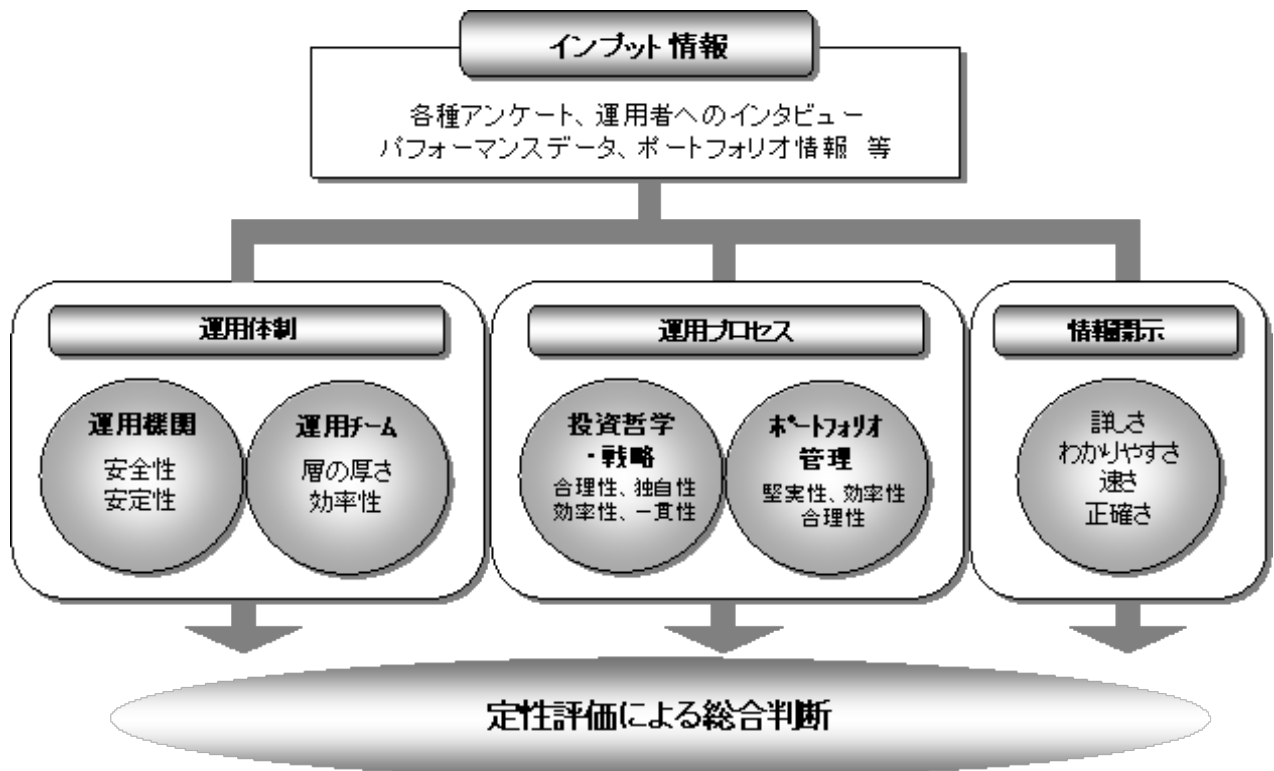 インプット情報
各種アンケート、運用者へのインタビュー
パフォーマンスデータ、ポートフォリオ情報 等
運用体制
運用機関
安全性
安定性
運用チーム
層の厚さ
効率性
運用プロセス
投資哲学
・戦略
合理性、独自性
効率性、一貫性
ポートフォリオ
管理
堅実性、効率性
合理性
情報開示
詳しさ
わかりやすさ
速さ
正確さ
定性評価による総合判断